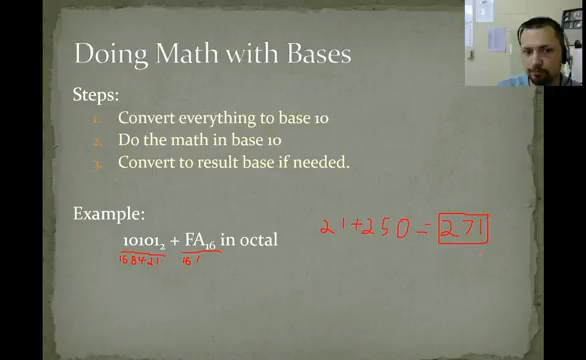 Doing Math with Bases
Steps:
1. Convert everything to base 10
2. Do the math in base 10
3. Convert to result base if needed.
Example:
10101₂ + FA₁₆ in octal
16 8 4 2 1 16 1
21+250=271